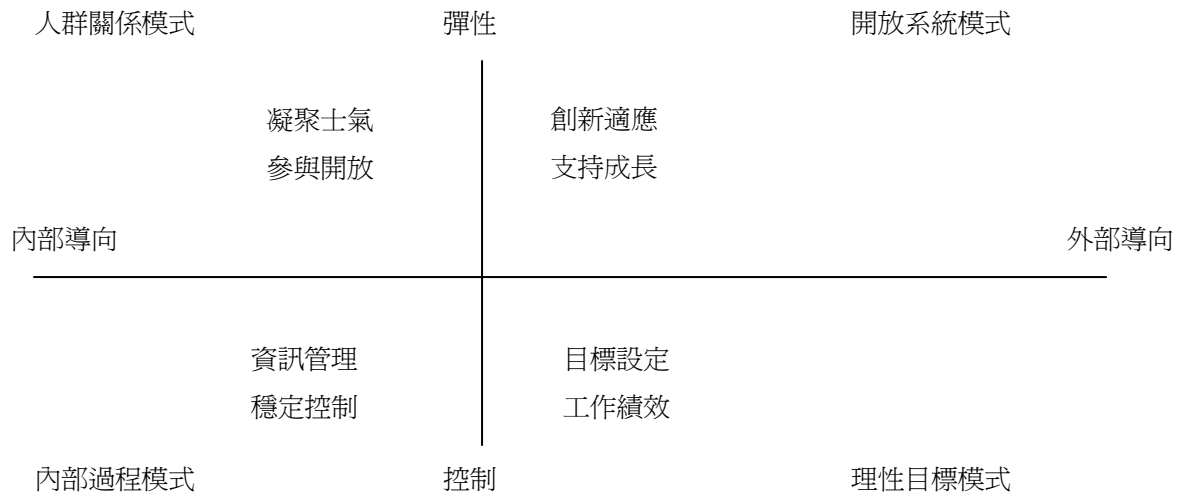 人群關係模式 彈性 開放系統模式
凝聚士氣 創新適應
參與開放 支持成長
內部導向 外部導向
資訊管理 目標設定
穩定控制 工作績效
內部過程模式 控制 理性目標模式